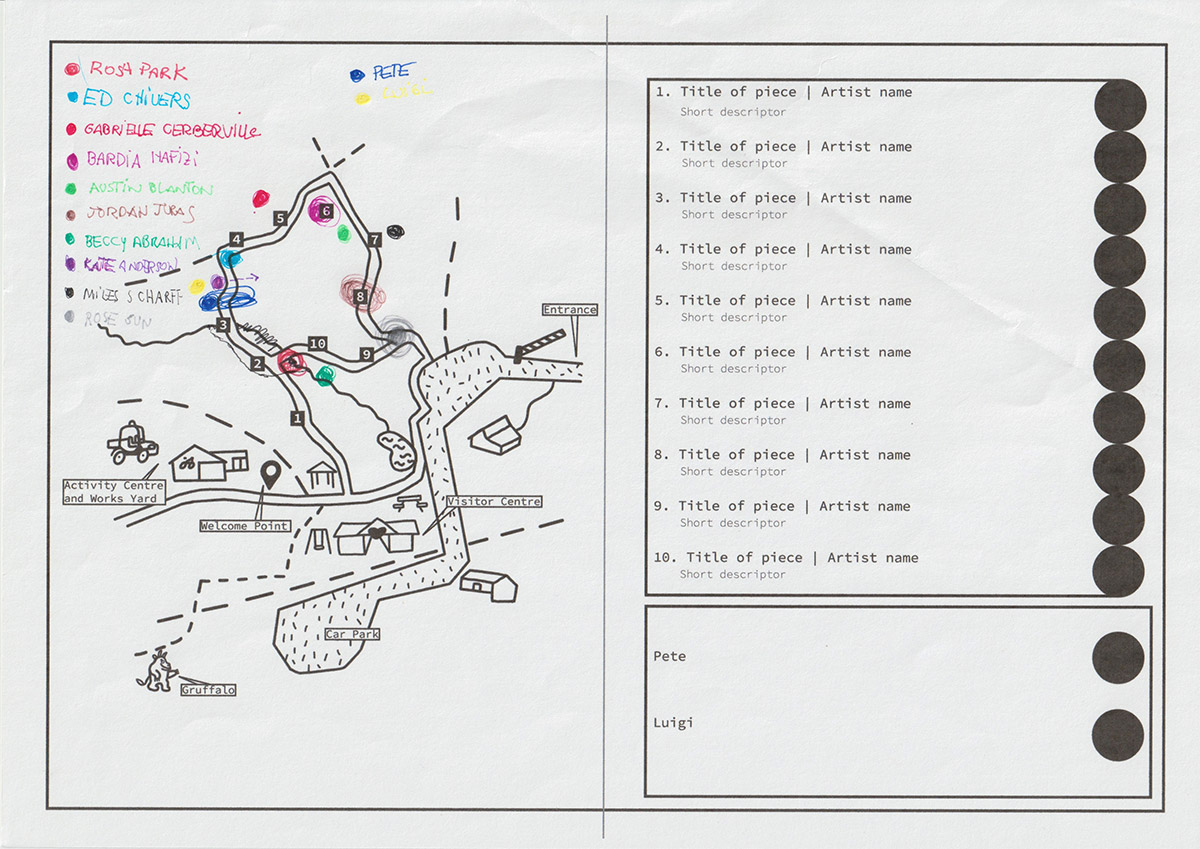 ROSA PARK
ED CHIVERS
GABRIELLE CERBERVILLE
BARDIA HAFIZI
AUSTIN BLANTON
JORDAN JUBAS
BECCY ABRAHAM
KATE ANDERSON
MILES SCHARFF
ROSE SUN
PETE
6
5
4
7
8
3
10
9
2
1
Entrance
Activity Centre
and Works Yard
Welcome Point
Visitor Centre
Car Park
Gruffalo
1. Title of piece | Artist name
Short descriptor
2. Title of piece | Artist name
Short descriptor
3. Title of piece | Artist name
Short descriptor
4. Title of piece | Artist name
Short descriptor
5. Title of piece | Artist name
Short descriptor
6. Title of piece | Artist name
Short descriptor
7. Title of piece | Artist name
Short descriptor
8. Title of piece | Artist name
Short descriptor
9. Title of piece | Artist name
Short descriptor
10. Title of piece | Artist name
Short descriptor
Pete
Luigi